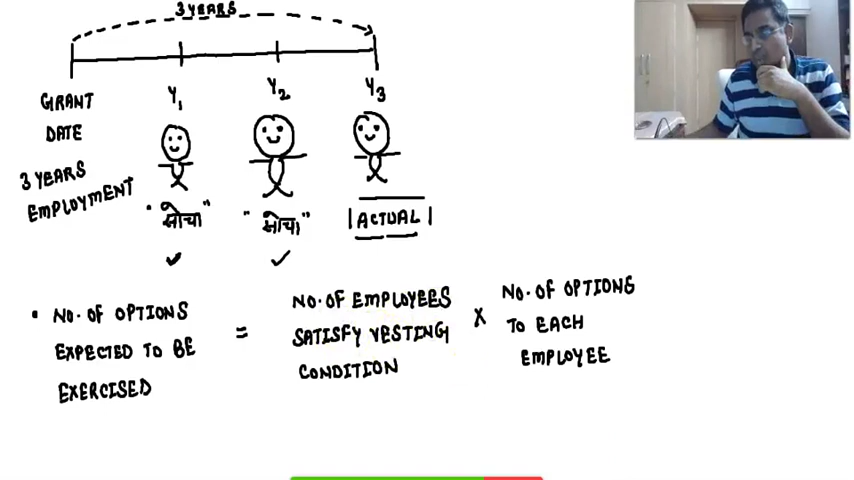 3 YEARS
GRANT DATE
Y1
Y2
Y3
3 YEARS
EMPLOYMENT
"सोचा"
"सोचा"
|ACTUAL|
• NO. OF OPTIONS
EXPECTED TO BE
EXERCISED
=
NO. OF EMPLOYEES
SATISFY VESTING
CONDITION
X
NO. OF OPTIONS
TO EACH
EMPLOYEE